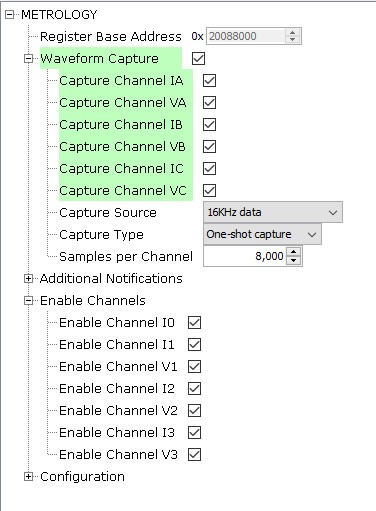 METROLOGY
Register Base Address 0x 20088000
Waveform Capture
Capture Channel IA
Capture Channel VA
Capture Channel IB
Capture Channel VB
Capture Channel IC
Capture Channel VC
Capture Source 16KHz data
Capture Type One-shot capture
Samples per Channel 8,000
Additional Notifications
Enable Channels
Enable Channel I0
Enable Channel I1
Enable Channel V1
Enable Channel I2
Enable Channel V2
Enable Channel I3
Enable Channel V3
Configuration